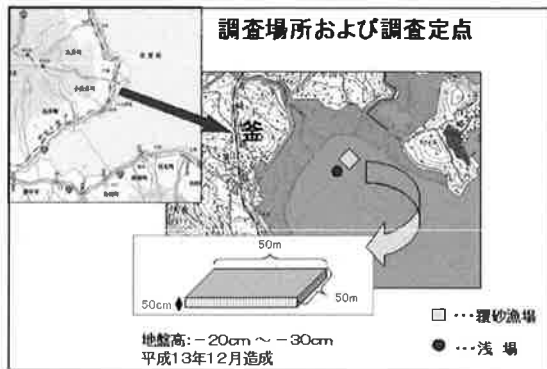 調査場所および調査定点
釜
50m
50cm
50m
地盤高:－20cm ～ －30cm
平成13年12月造成
…覆砂漁場
…浅 場